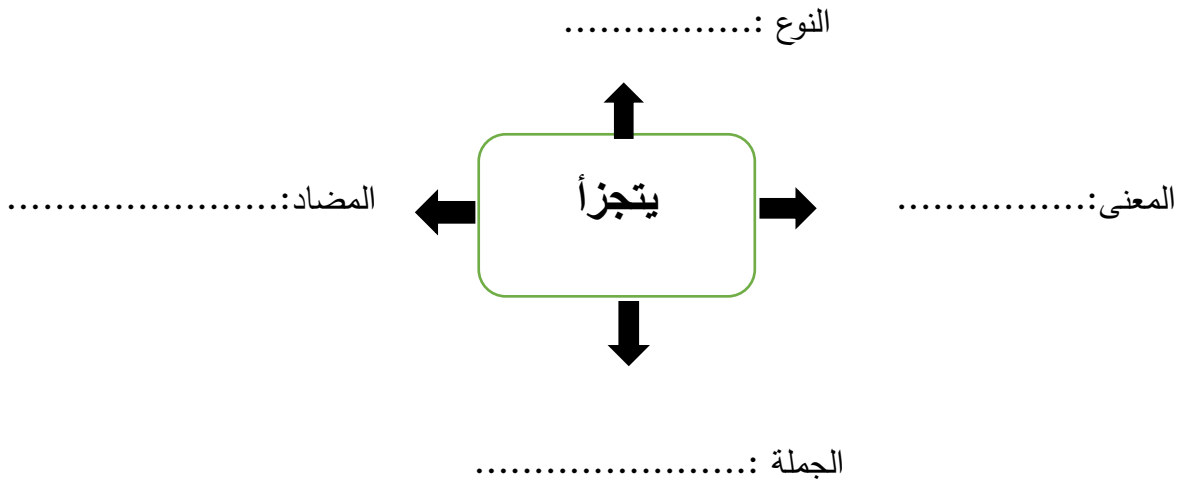 النوع :................
يتجزأ
المعنى:................
المضاد:.......................
الجملة :.......................